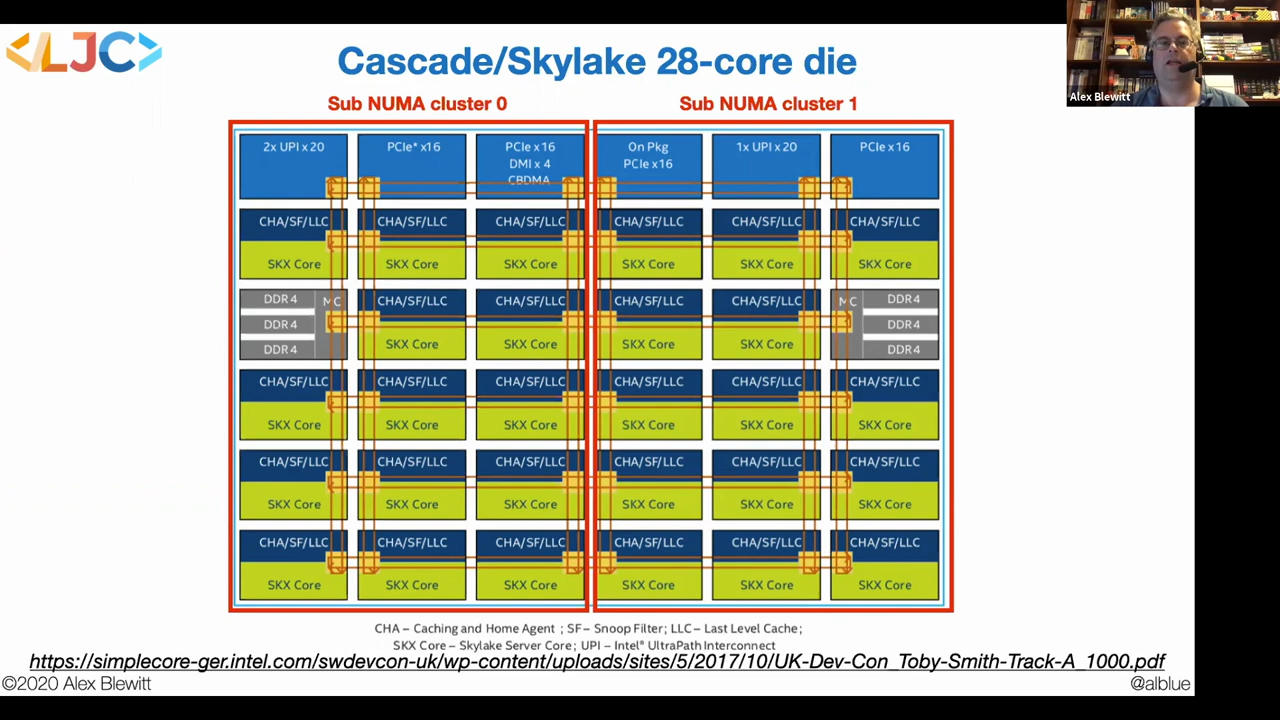 <LJC>
Cascade/Skylake 28-core die
Alex Blewitt
Sub NUMA cluster 0
Sub NUMA cluster 1
2x UPI x 20
PCIe* x16
PCIe x 16
DMI x 4
CBDMA
On Pkg
PCIe x16
1x UPI x 20
PCIe x 16
CHA/SF/LLC CHA/SF/LLC CHA/SF/LLC CHA/SF/LLC CHA/SF/LLC CHA/SF/LLC
SKX Core SKX Core SKX Core SKX Core SKX Core SKX Core
DDR4 MC CHA/SF/LLC CHA/SF/LLC CHA/SF/LLC CHA/SF/LLC MC DDR4
DDR4 DDR4
SKX Core SKX Core SKX Core SKX Core
DDR4 DDR4
CHA/SF/LLC CHA/SF/LLC CHA/SF/LLC CHA/SF/LLC CHA/SF/LLC CHA/SF/LLC
SKX Core SKX Core SKX Core SKX Core SKX Core SKX Core
CHA/SF/LLC CHA/SF/LLC CHA/SF/LLC CHA/SF/LLC CHA/SF/LLC CHA/SF/LLC
SKX Core SKX Core SKX Core SKX Core SKX Core SKX Core
CHA/SF/LLC CHA/SF/LLC CHA/SF/LLC CHA/SF/LLC CHA/SF/LLC CHA/SF/LLC
SKX Core SKX Core SKX Core SKX Core SKX Core SKX Core
CHA – Caching and Home Agent ; SF – Snoop Filter; LLC – Last Level Cache;
SKX Core – Skylake Server Core; UPI – Intel® UltraPath Interconnect
https://simplecore-ger.intel.com/swdevcon-uk/wp-content/uploads/sites/5/2017/10/UK-Dev-Con_Toby-Smith-Track-A_1000.pdf
©2020 Alex Blewitt
@alblue